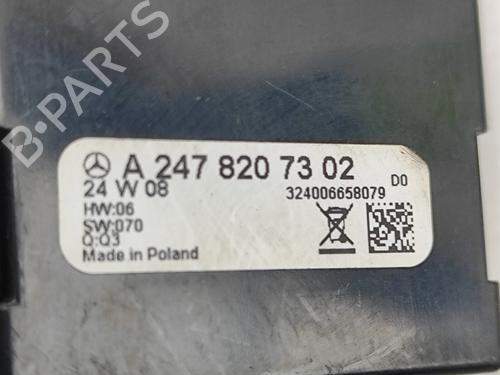 B-PARTS
A 247 820 73 02
24 W 08
324006658079
D0
HW:06
SW:070
Q:Q3
Made in Poland